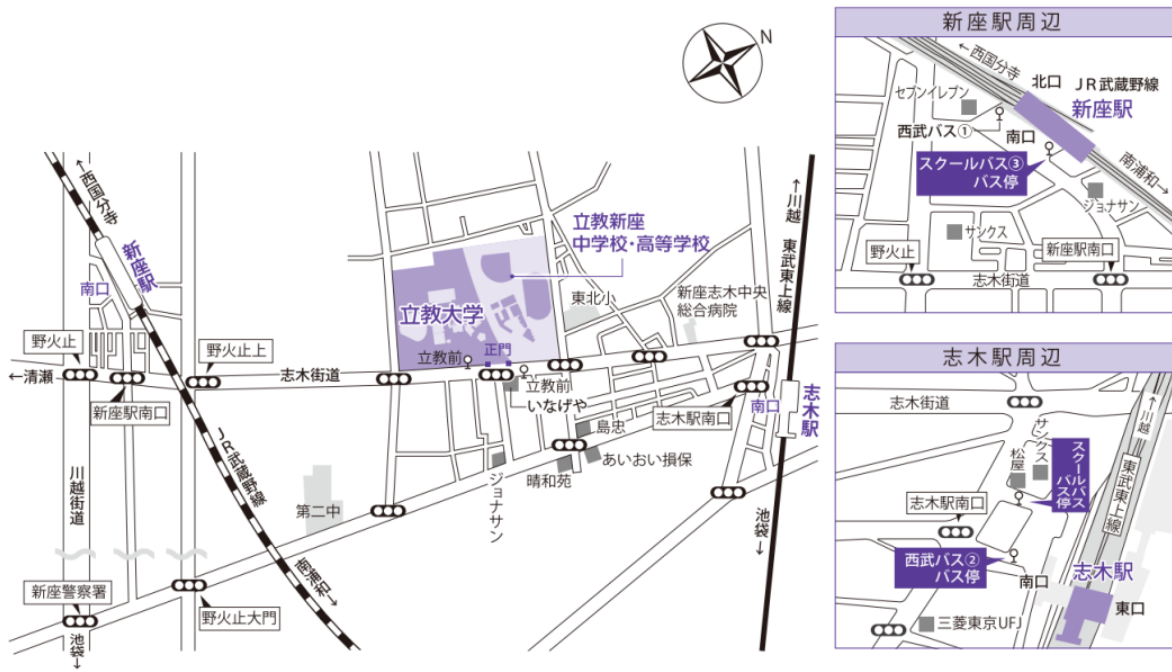 N
←西国分寺
新座駅
南口
野火止
←清瀬
新座駅南口
野火止上
志木街道
川越街道
JR武蔵野線
新座警察署
池袋→
野火止大門
南浦和→
第二中
立教大学
立教新座
中学校・高等学校
立教前
正門
立教前
いなげや
東北小
新座志木中央
総合病院
島忠
志木駅南口
あいおい損保
晴和苑
ジョナサン
←川越
東武東上線
南口
志木駅
池袋→
新座駅周辺
←西国分寺
北口
JR武蔵野線
新座駅
セブンイレブン
西武バス①
南口
スクールバス③
バス停
南浦和→
ジョナサン
サンクス
野火止
新座駅南口
志木街道
志木駅周辺
志木街道
←川越
サンクス
松屋
スクールバス
バス停
東武東上線
志木駅南口
西武バス②
バス停
南口
志木駅
東口
三菱東京UFJ